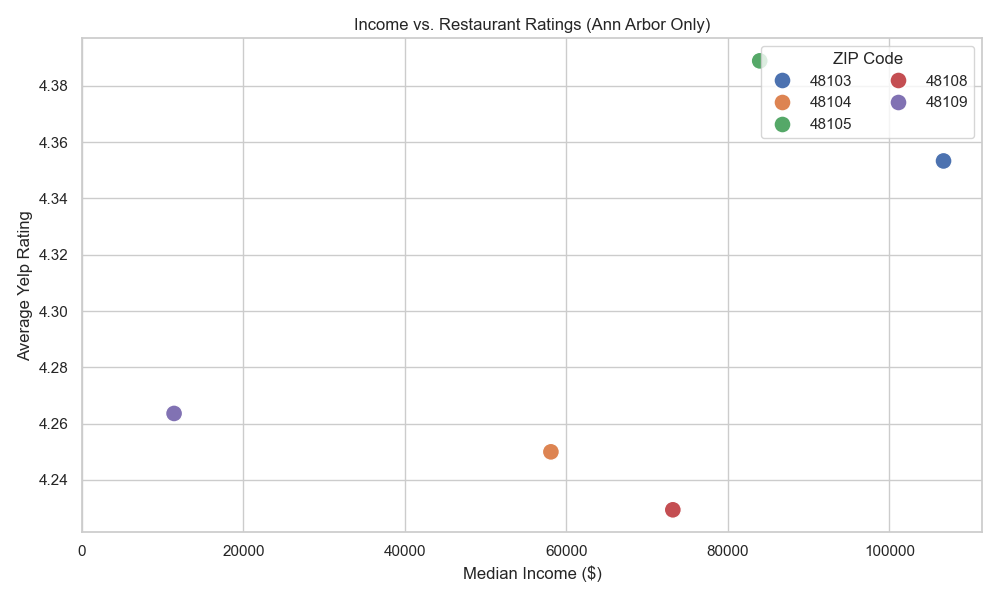 Income vs. Restaurant Ratings (Ann Arbor Only)
ZIP Code
48103 48108
48104 48109
48105
Average Yelp Rating
4.38
4.36
4.34
4.32
4.30
4.28
4.26
4.24
0 20000 40000 60000 80000 100000
Median Income ($)